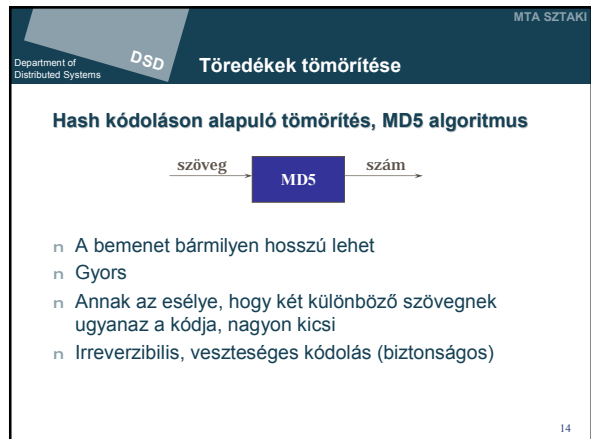 MTA SZTAKI
Department of
Distributed Systems
DSD
Töredékek tömörítése
Hash kódoláson alapuló tömörítés, MD5 algoritmus
szöveg
MD5
szám
n A bemenet bármilyen hosszú lehet
n Gyors
n Annak az esélye, hogy két különböző szövegnek
ugyanaz a kódja, nagyon kicsi
n Irreverzibilis, veszteséges kódolás (biztonságos)
14